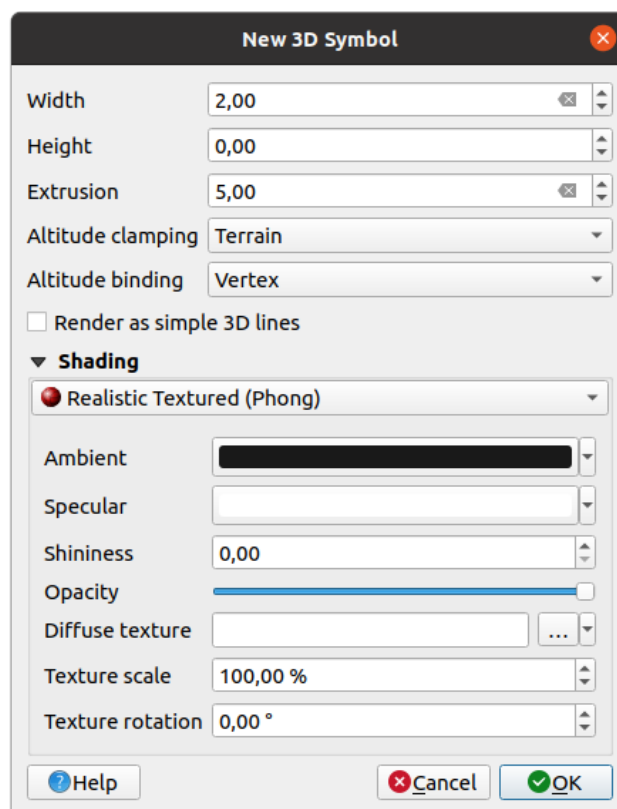 New 3D Symbol
Width 2,00
Height 0,00
Extrusion 5,00
Altitude clamping Terrain
Altitude binding Vertex
Render as simple 3D lines
Shading
Realistic Textured (Phong)
Ambient
Specular
Shininess 0,00
Opacity
Diffuse texture ...
Texture scale 100,00 %
Texture rotation 0,00 °
Help Cancel OK